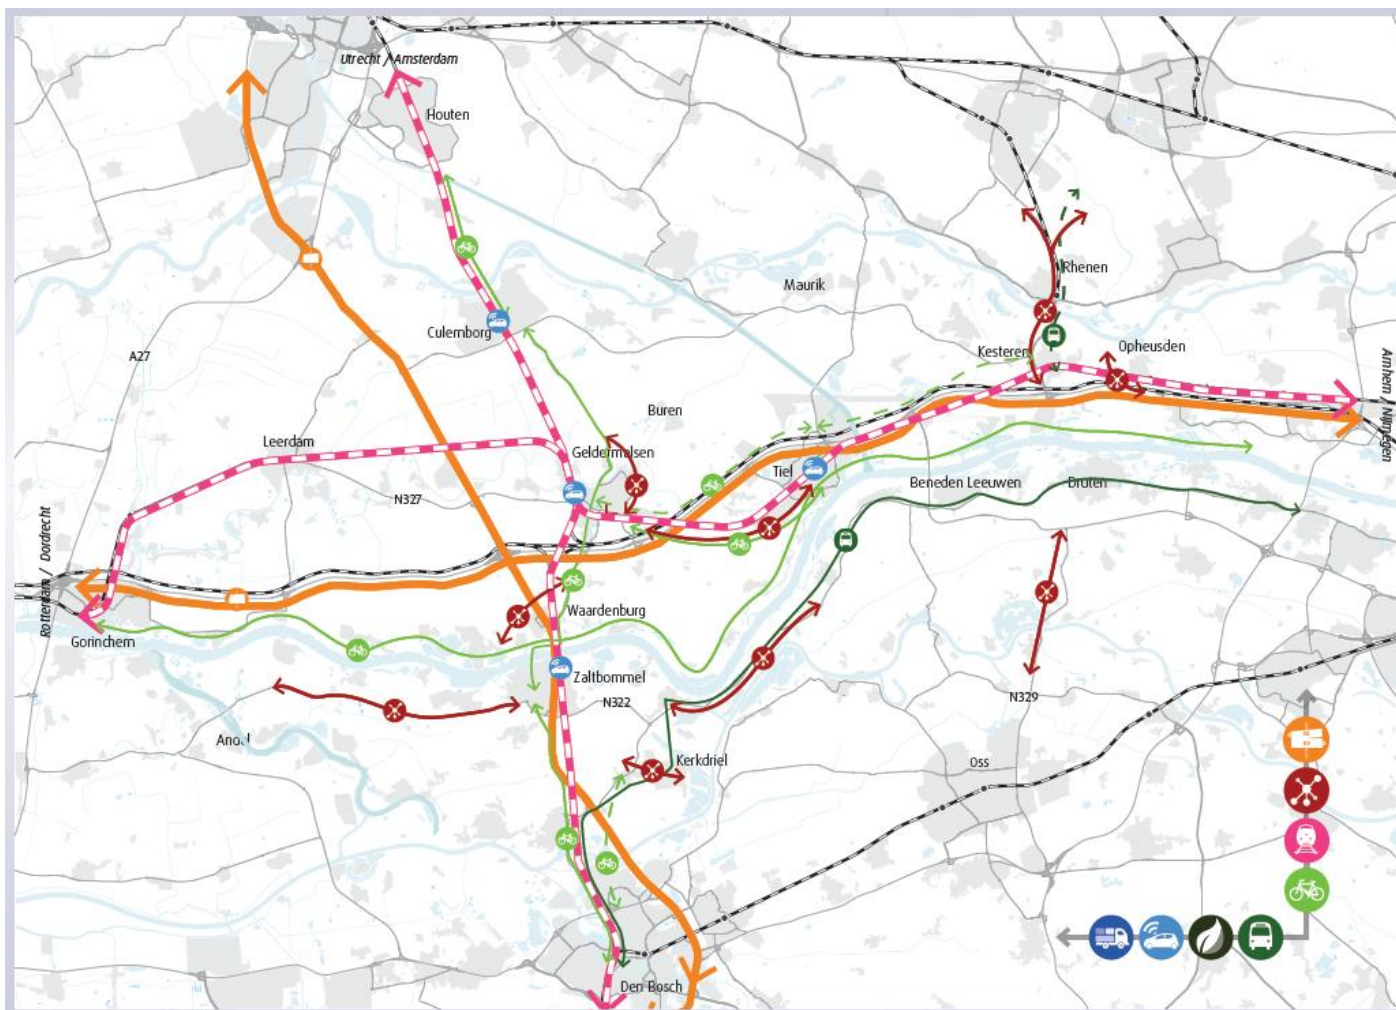 Utrecht / Amsterdam
Houten
Rhenen
Maurik
Culemborg
A27
Kesteren
Opheusden
Arnhem / Nijmegen
Buren
Leerdam
Geldermalsen
Tiel
N327
Beneden Leeuwen
Druten
Rotterdam / Dordrecht
Waardenburg
Gorinchem
Zaltbommel
N322
N329
Kerkdriel
Oss
Den Bosch